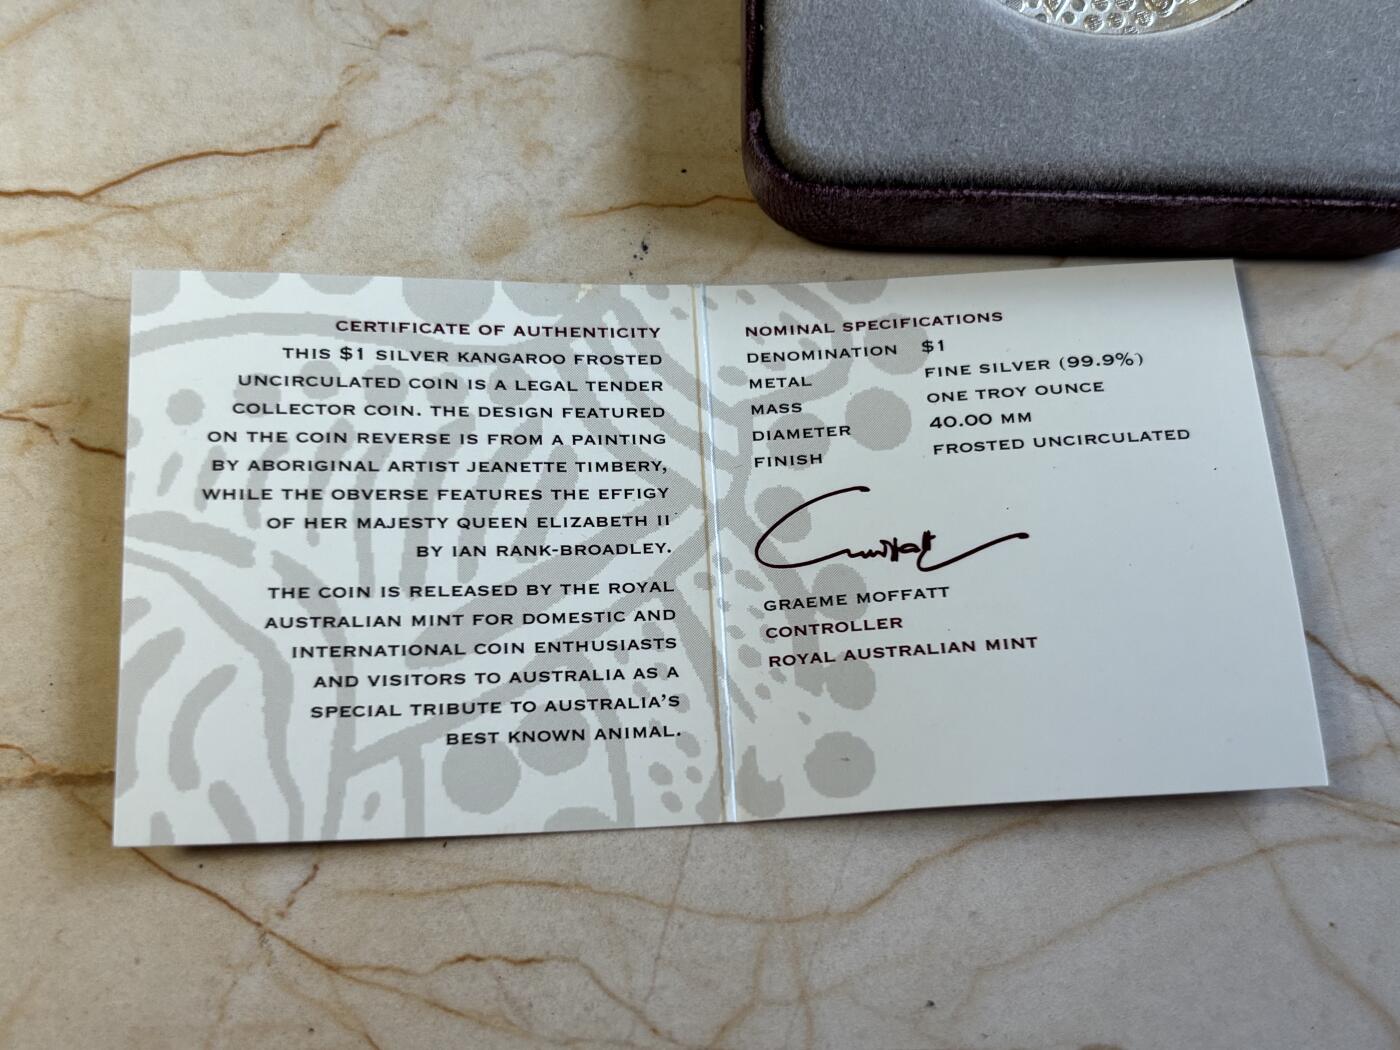 CERTIFICATE OF AUTHENTICITY
THIS $1 SILVER KANGAROO FROSTED
UNCIRCULATED COIN IS A LEGAL TENDER
COLLECTOR COIN. THE DESIGN FEATURED
ON THE COIN REVERSE IS FROM A PAINTING
BY ABORIGINAL ARTIST JEANETTE TIMBERY,
WHILE THE OBVERSE FEATURES THE EFFIGY
OF HER MAJESTY QUEEN ELIZABETH II
BY IAN RANK-BROADLEY.
THE COIN IS RELEASED BY THE ROYAL
AUSTRALIAN MINT FOR DOMESTIC AND
INTERNATIONAL COIN ENTHUSIASTS
AND VISITORS TO AUSTRALIA AS A
SPECIAL TRIBUTE TO AUSTRALIA'S
BEST KNOWN ANIMAL.
NOMINAL SPECIFICATIONS
DENOMINATION $1
METAL FINE SILVER (99.9%)
MASS ONE TROY OUNCE
DIAMETER 40.00 MM
FINISH FROSTED UNCIRCULATED
GRAEME MOFFATT
CONTROLLER
ROYAL AUSTRALIAN MINT